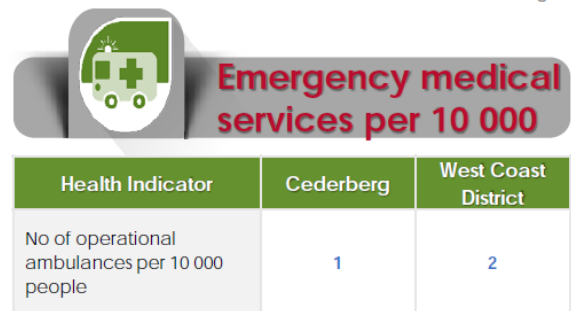 Emergency medical
services per 10 000
Health Indicator
Cederberg
West Coast
District
No of operational
ambulances per 10 000
people
1
2